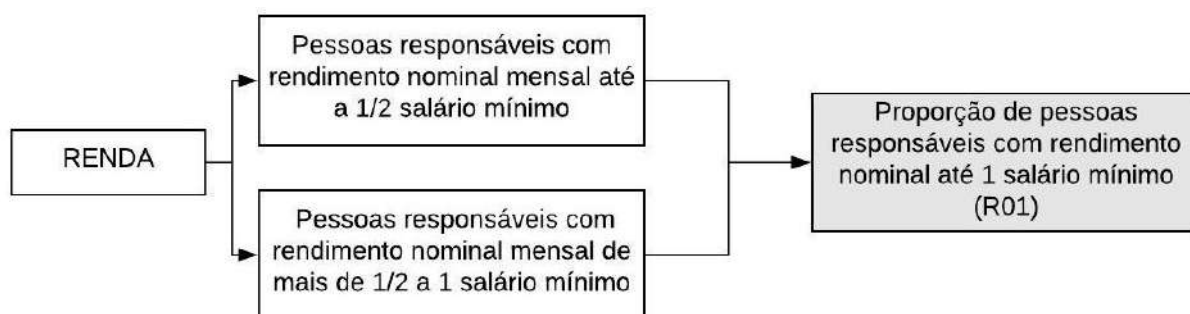 Pessoas responsáveis com
rendimento nominal mensal até
a 1/2 salário mínimo
RENDA
Proporção de pessoas
responsáveis com rendimento
nominal até 1 salário mínimo
(R01)
Pessoas responsáveis com
rendimento nominal mensal de
mais de 1/2 a 1 salário mínimo